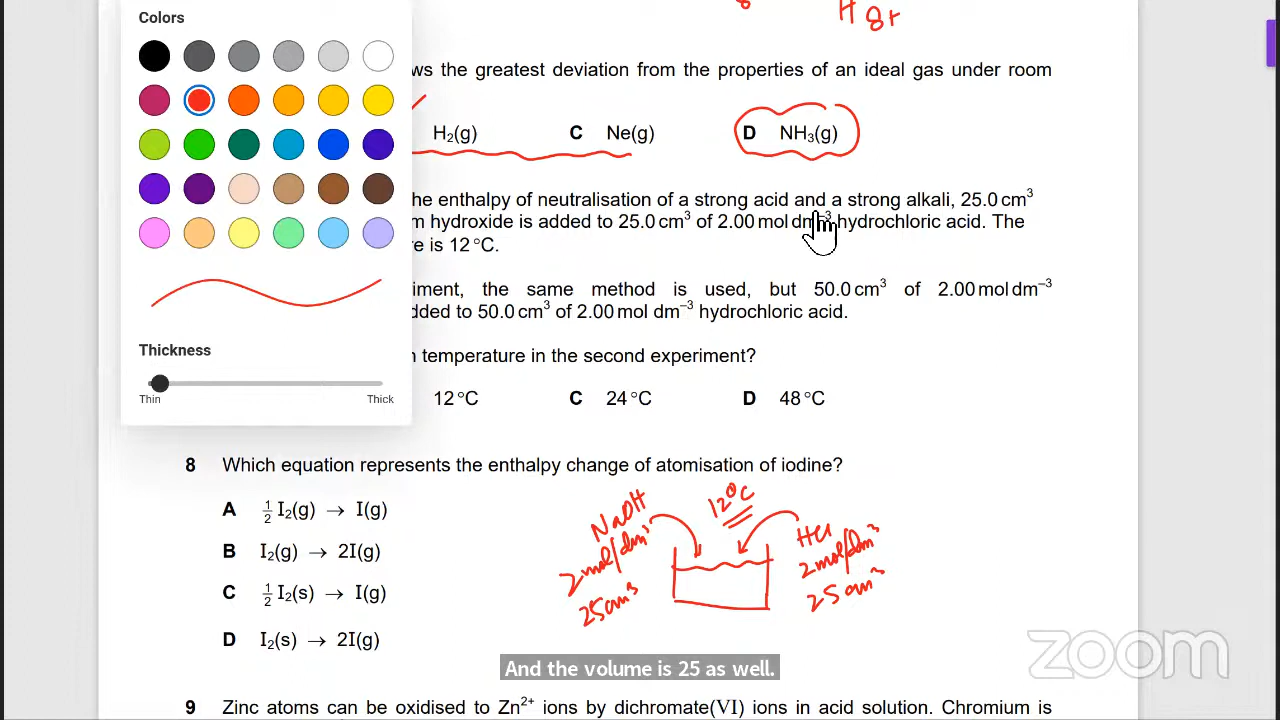 Colors
H 8+
ws the greatest deviation from the properties of an ideal gas under room
H₂(g) C Ne(g) D NH₃(g)
he enthalpy of neutralisation of a strong acid and a strong alkali, 25.0 cm³
m hydroxide is added to 25.0 cm³ of 2.00 mol dm⁻³ hydrochloric acid. The
re is 12 °C.
iment, the same method is used, but 50.0 cm³ of 2.00 mol dm⁻³
dded to 50.0 cm³ of 2.00 mol dm⁻³ hydrochloric acid.
Thickness
n temperature in the second experiment?
Thin Thick
12 °C C 24 °C D 48 °C
8 Which equation represents the enthalpy change of atomisation of iodine?
A ½ I₂(g) → I(g)
B I₂(g) → 2I(g)
C ½ I₂(s) → I(g)
D I₂(s) → 2I(g)
NaOH
2 mol/dm³
25 cm³
12°C
HCl
2 mol/dm³
25 cm³
zoom
And the volume is 25 as well.
9 Zinc atoms can be oxidised to Zn²⁺ ions by dichromate(VI) ions in acid solution. Chromium is